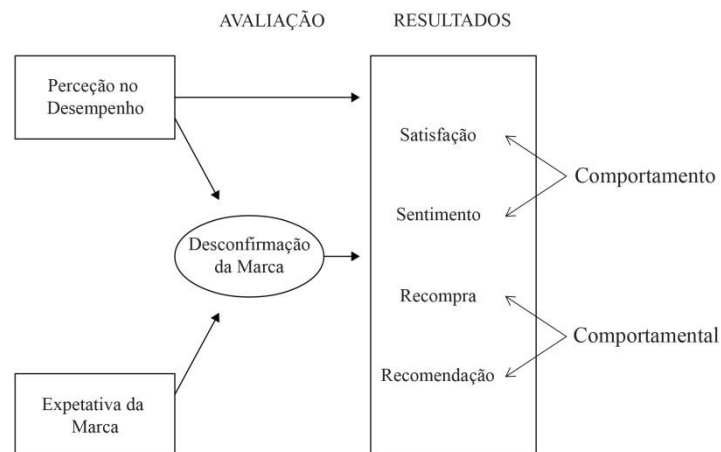 AVALIAÇÃO
RESULTADOS
Perceção no
Desempenho
Satisfação
Comportamento
Sentimento
Desconfirmação
da Marca
Recompra
Comportamental
Recomendação
Expetativa da
Marca